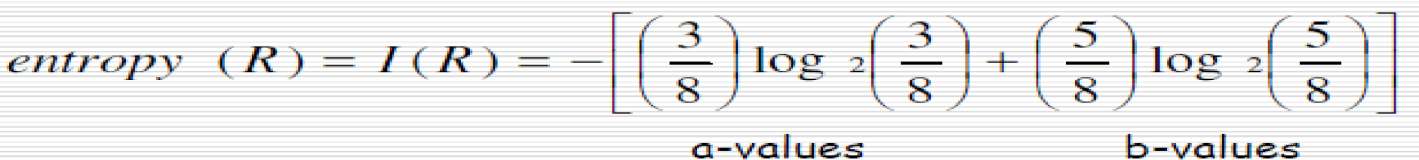 entropy (R) = I (R) = −[(3/8) log 2(3/8) + (5/8) log 2(5/8)]
a-values b-values